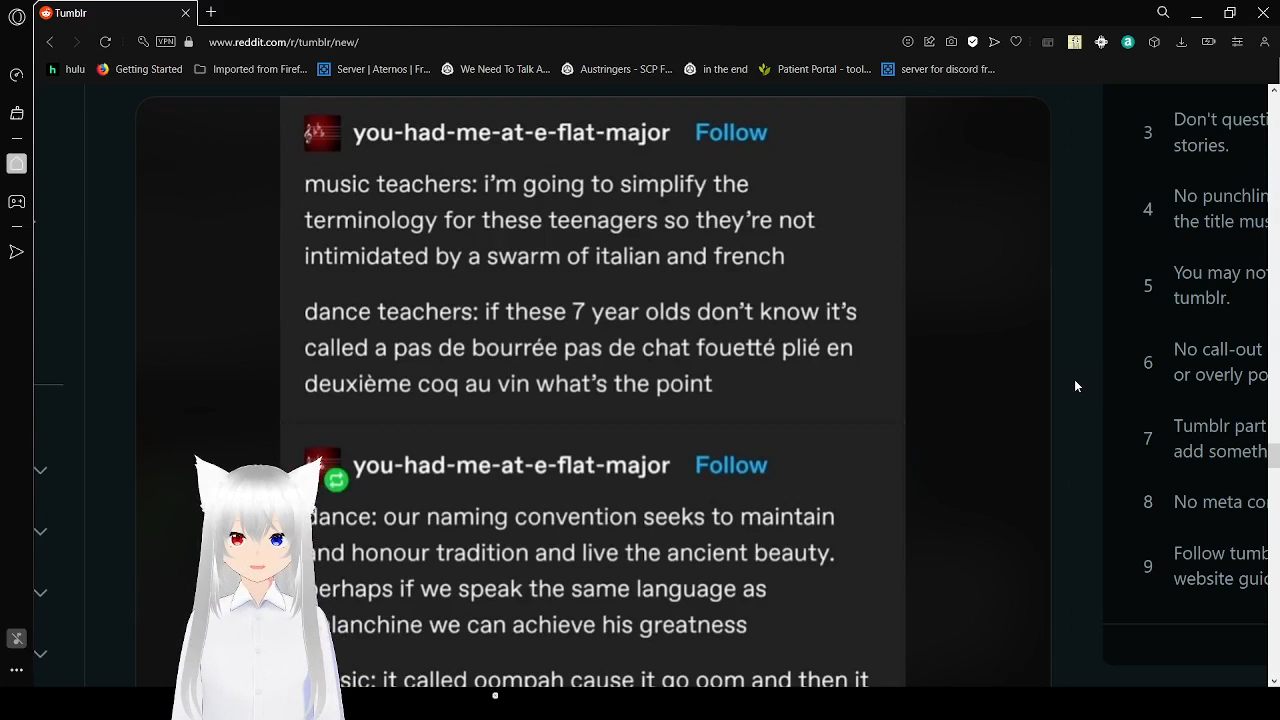 Tumblr
www.reddit.com/r/tumblr/new/
VPN
hulu
Getting Started
Imported from Firef...
Server | Aternos | Fr...
We Need To Talk A...
Austringers - SCP F...
in the end
Patient Portal - tool...
server for discord fr...
you-had-me-at-e-flat-major Follow
music teachers: i'm going to simplify the
terminology for these teenagers so they're not
intimidated by a swarm of italian and french
dance teachers: if these 7 year olds don't know it's
called a pas de bourrée pas de chat fouetté plié en
deuxième coq au vin what's the point
you-had-me-at-e-flat-major Follow
dance: our naming convention seeks to maintain
and honour tradition and live the ancient beauty.
perhaps if we speak the same language as
lanchine we can achieve his greatness
sic: it called oompah cause it go oom and then it
3 Don't questi
stories.
4 No punchlin
the title mus
5 You may no
tumblr.
6 No call-out
or overly po
7 Tumblr part
add someth
8 No meta co
9 Follow tumb
website guid